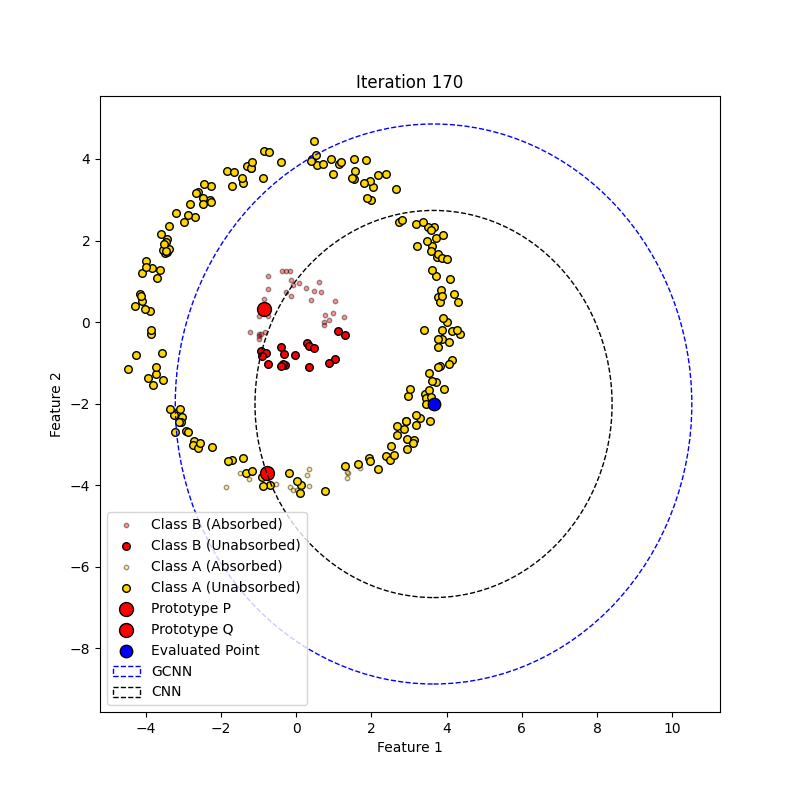 Iteration 170
Feature 2
4
2
0
−2
−4
−6
−8
Class B (Absorbed)
Class B (Unabsorbed)
Class A (Absorbed)
Class A (Unabsorbed)
Prototype P
Prototype Q
Evaluated Point
GCNN
CNN
−4 −2 0 2 4 6 8 10
Feature 1